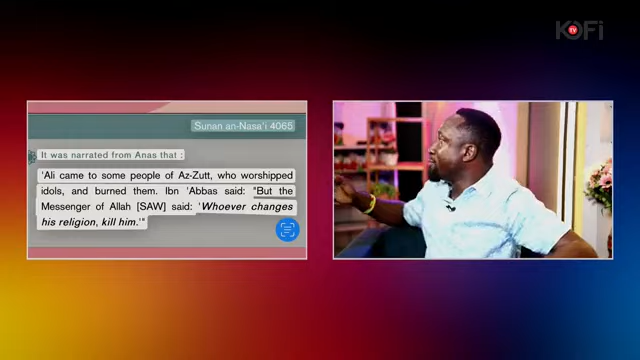 KOFi
TV
Sunan an-Nasa'i 4065
It was narrated from Anas that :
'Ali came to some people of Az-Zutt, who worshipped
idols, and burned them. Ibn 'Abbas said: "But the
Messenger of Allah [SAW] said: 'Whoever changes
his religion, kill him.'"